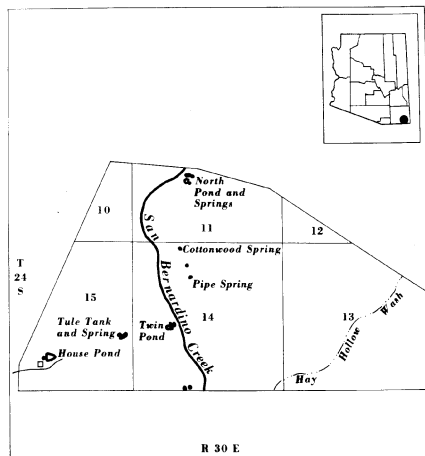 North
Pond and
Springs
10
11
12
San Bernardino Creek
Cottonwood Spring
T
24
S
Pipe Spring
15
14
13
Tule Tank
and Spring
Twin
Pond
House Pond
Hay Hollow Wash
R 30 E